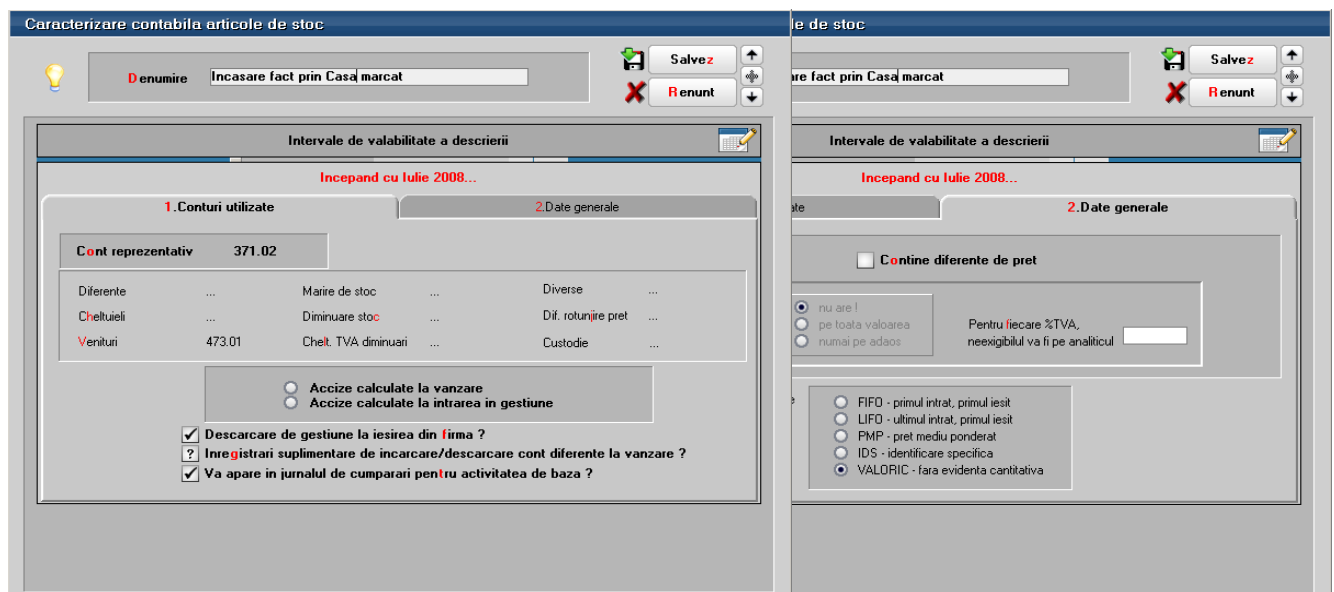 Caracterizare contabila articole de stoc
Denumire
Incasare fact prin Casa marcat
Salvez
Renunt
Intervale de valabilitate a descrierii
Incepand cu Iulie 2008...
1.Conturi utilizate
2.Date generale
Cont reprezentativ 371.02
Diferente ... Marire de stoc ... Diverse ...
Cheltuieli ... Diminuare stoc ... Dif. rotunjire pret ...
Venituri 473.01 Chelt. TVA diminuari ... Custodie ...
Accize calculate la vanzare
Accize calculate la intrarea in gestiune
Descarcare de gestiune la iesirea din firma ?
? Inregistrari suplimentare de incarcare/descarcare cont diferente la vanzare ?
Va apare in jurnalul de cumparari pentru activitatea de baza ?
le de stoc
re fact prin Casa marcat
Salvez
Renunt
Intervale de valabilitate a descrierii
Incepand cu Iulie 2008...
ate
2.Date generale
Contine diferente de pret
nu are !
pe toata valoarea
numai pe adaos
Pentru fiecare %TVA,
neexigibilul va fi pe analiticul
e
FIFO - primul intrat, primul iesit
LIFO - ultimul intrat, primul iesit
PMP - pret mediu ponderat
IDS - identificare specifica
VALORIC - fara evidenta cantitativa